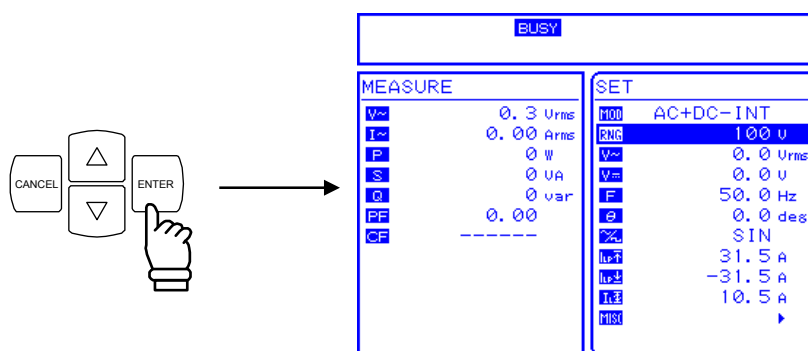 BUSY
CANCEL
ENTER
MEASURE
V~ 0.3 Vrms
I~ 0.00 Arms
P 0 W
S 0 VA
Q 0 var
PF 0.00
CF ------
SET
MOD AC+DC-INT
RNG 100 V
V~ 0.0 Vrms
V= 0.0 V
F 50.0 Hz
θ 0.0 deg
SIN
31.5 A
-31.5 A
10.5 A
MISC